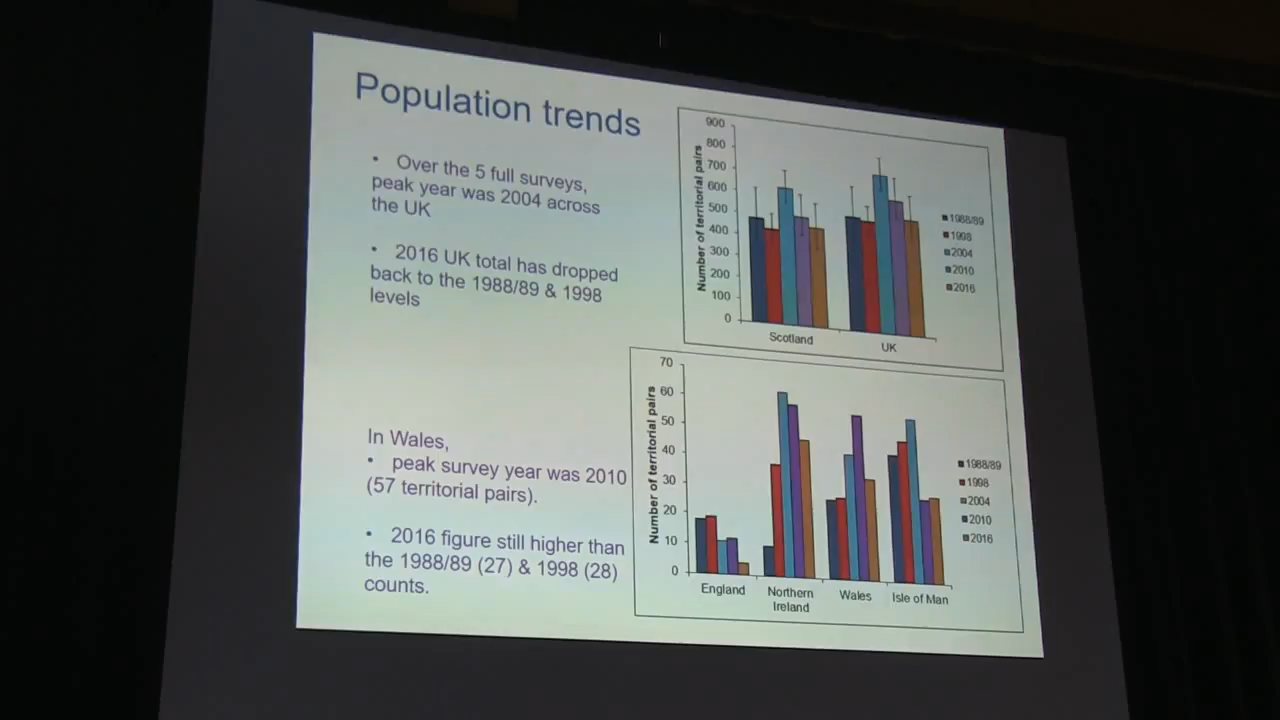 Population trends
• Over the 5 full surveys,
peak year was 2004 across
the UK
• 2016 UK total has dropped
back to the 1988/89 & 1998
levels
In Wales,
• peak survey year was 2010
(57 territorial pairs).
• 2016 figure still higher than
the 1988/89 (27) & 1998 (28)
counts.
Number of territorial pairs
900
800
700
600
500
400
300
200
100
0
Scotland
UK
1988/89
1998
2004
2010
2016
Number of territorial pairs
70
60
50
40
30
20
10
0
England
Northern
Ireland
Wales
Isle of Man
1988/89
1998
2004
2010
2016